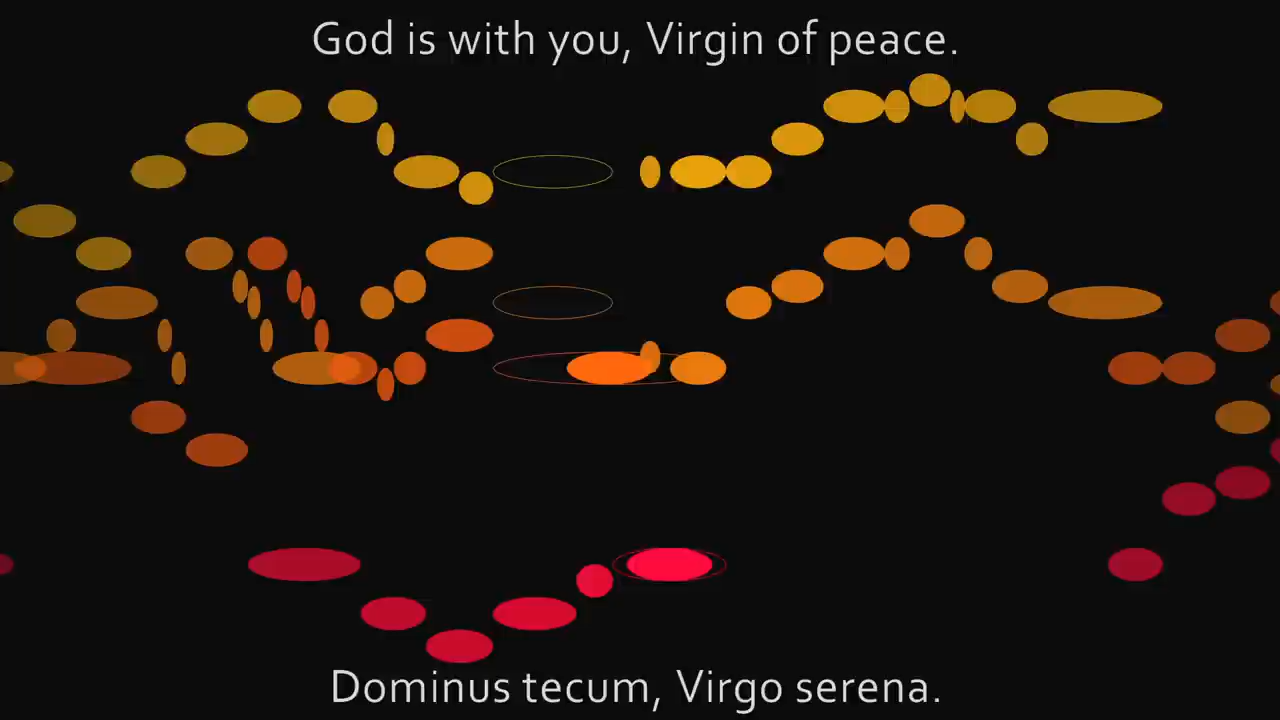 God is with you, Virgin of peace.
Dominus tecum, Virgo serena.